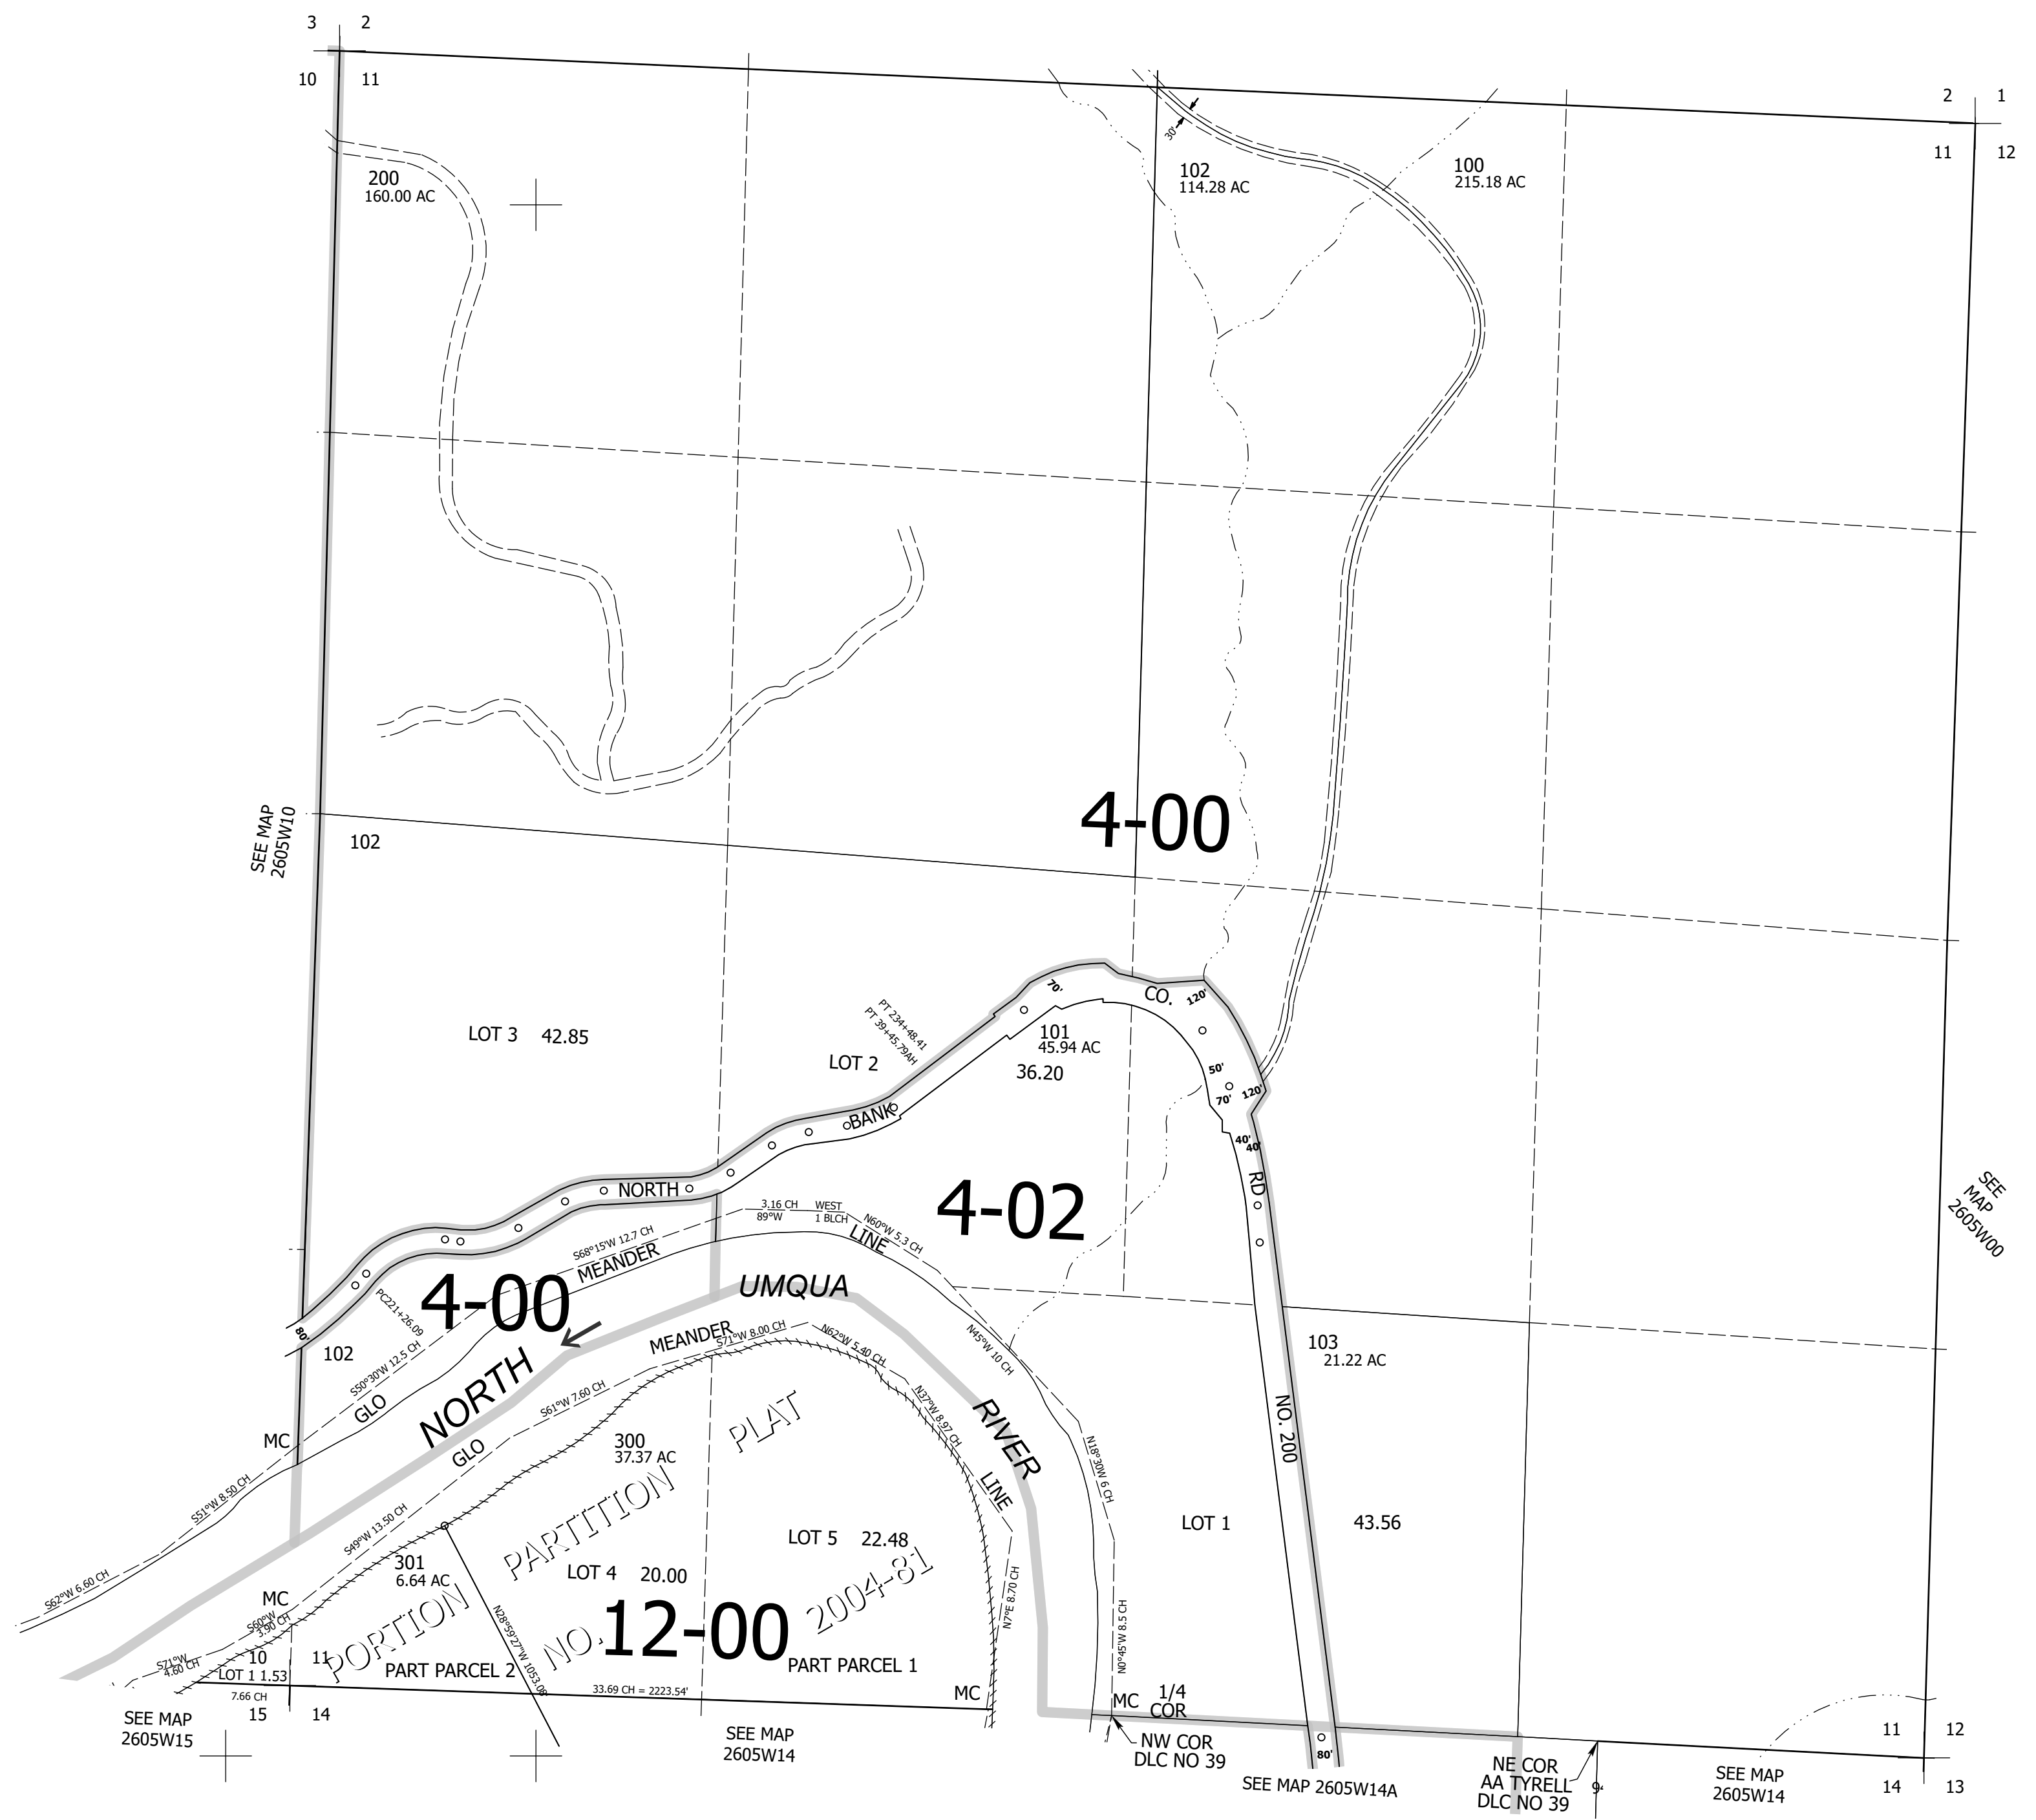 3 2
10 11
2 1
11 12
30'
200
160.00 AC
102
114.28 AC
100
215.18 AC
SEE MAP
2605W10
102
4-00
LOT 3 42.85
LOT 2
PT 234+48.41
PT 39+45.79AH
70'
CO.
120'
101
45.94 AC
36.20
50'
70'
120'
40'
40'
BANK
NORTH
RD
4-02
SEE
MAP
2605W00
3.16 CH
89°W
WEST
1 BLCH
N60°W 5.3 CH
LINE
S68°15'W 12.7 CH
MEANDER
UMQUA
4-00
PC221+26.09
80'
102
S50°30'W 12.5 CH
GLO
NORTH
MEANDER
S71°W 8.00 CH
N62°W 5.40 CH
N45°W 10 CH
103
21.22 AC
S61°W 7.60 CH
N37°W 8.97 CH
RIVER
NO. 200
MC
GLO
300
37.37 AC
PLAT
LINE
N18°30W 6 CH
S51°W 8.50 CH
S49°W 13.50 CH
PARTITION
LOT 5 22.48
LOT 1 43.56
301
6.64 AC
LOT 4 20.00
2004-81
S62°W 6.60 CH
MC
S60°W
3.90 CH
PORTION
N28°59'27"W 1053.08'
NO.
12-00
N7°E 8.70 CH
N0°45'W 8.5 CH
S71°W
4.60 CH
10 11
LOT 1 1.53
PART PARCEL 2
PART PARCEL 1
7.66 CH
15 14
33.69 CH = 2223.54'
MC
MC
1/4
COR
SEE MAP
2605W15
SEE MAP
2605W14
NW COR
DLC NO 39
80'
SEE MAP 2605W14A
NE COR
AA TYRELL
DLC NO 39
SEE MAP
2605W14
11 12
14 13